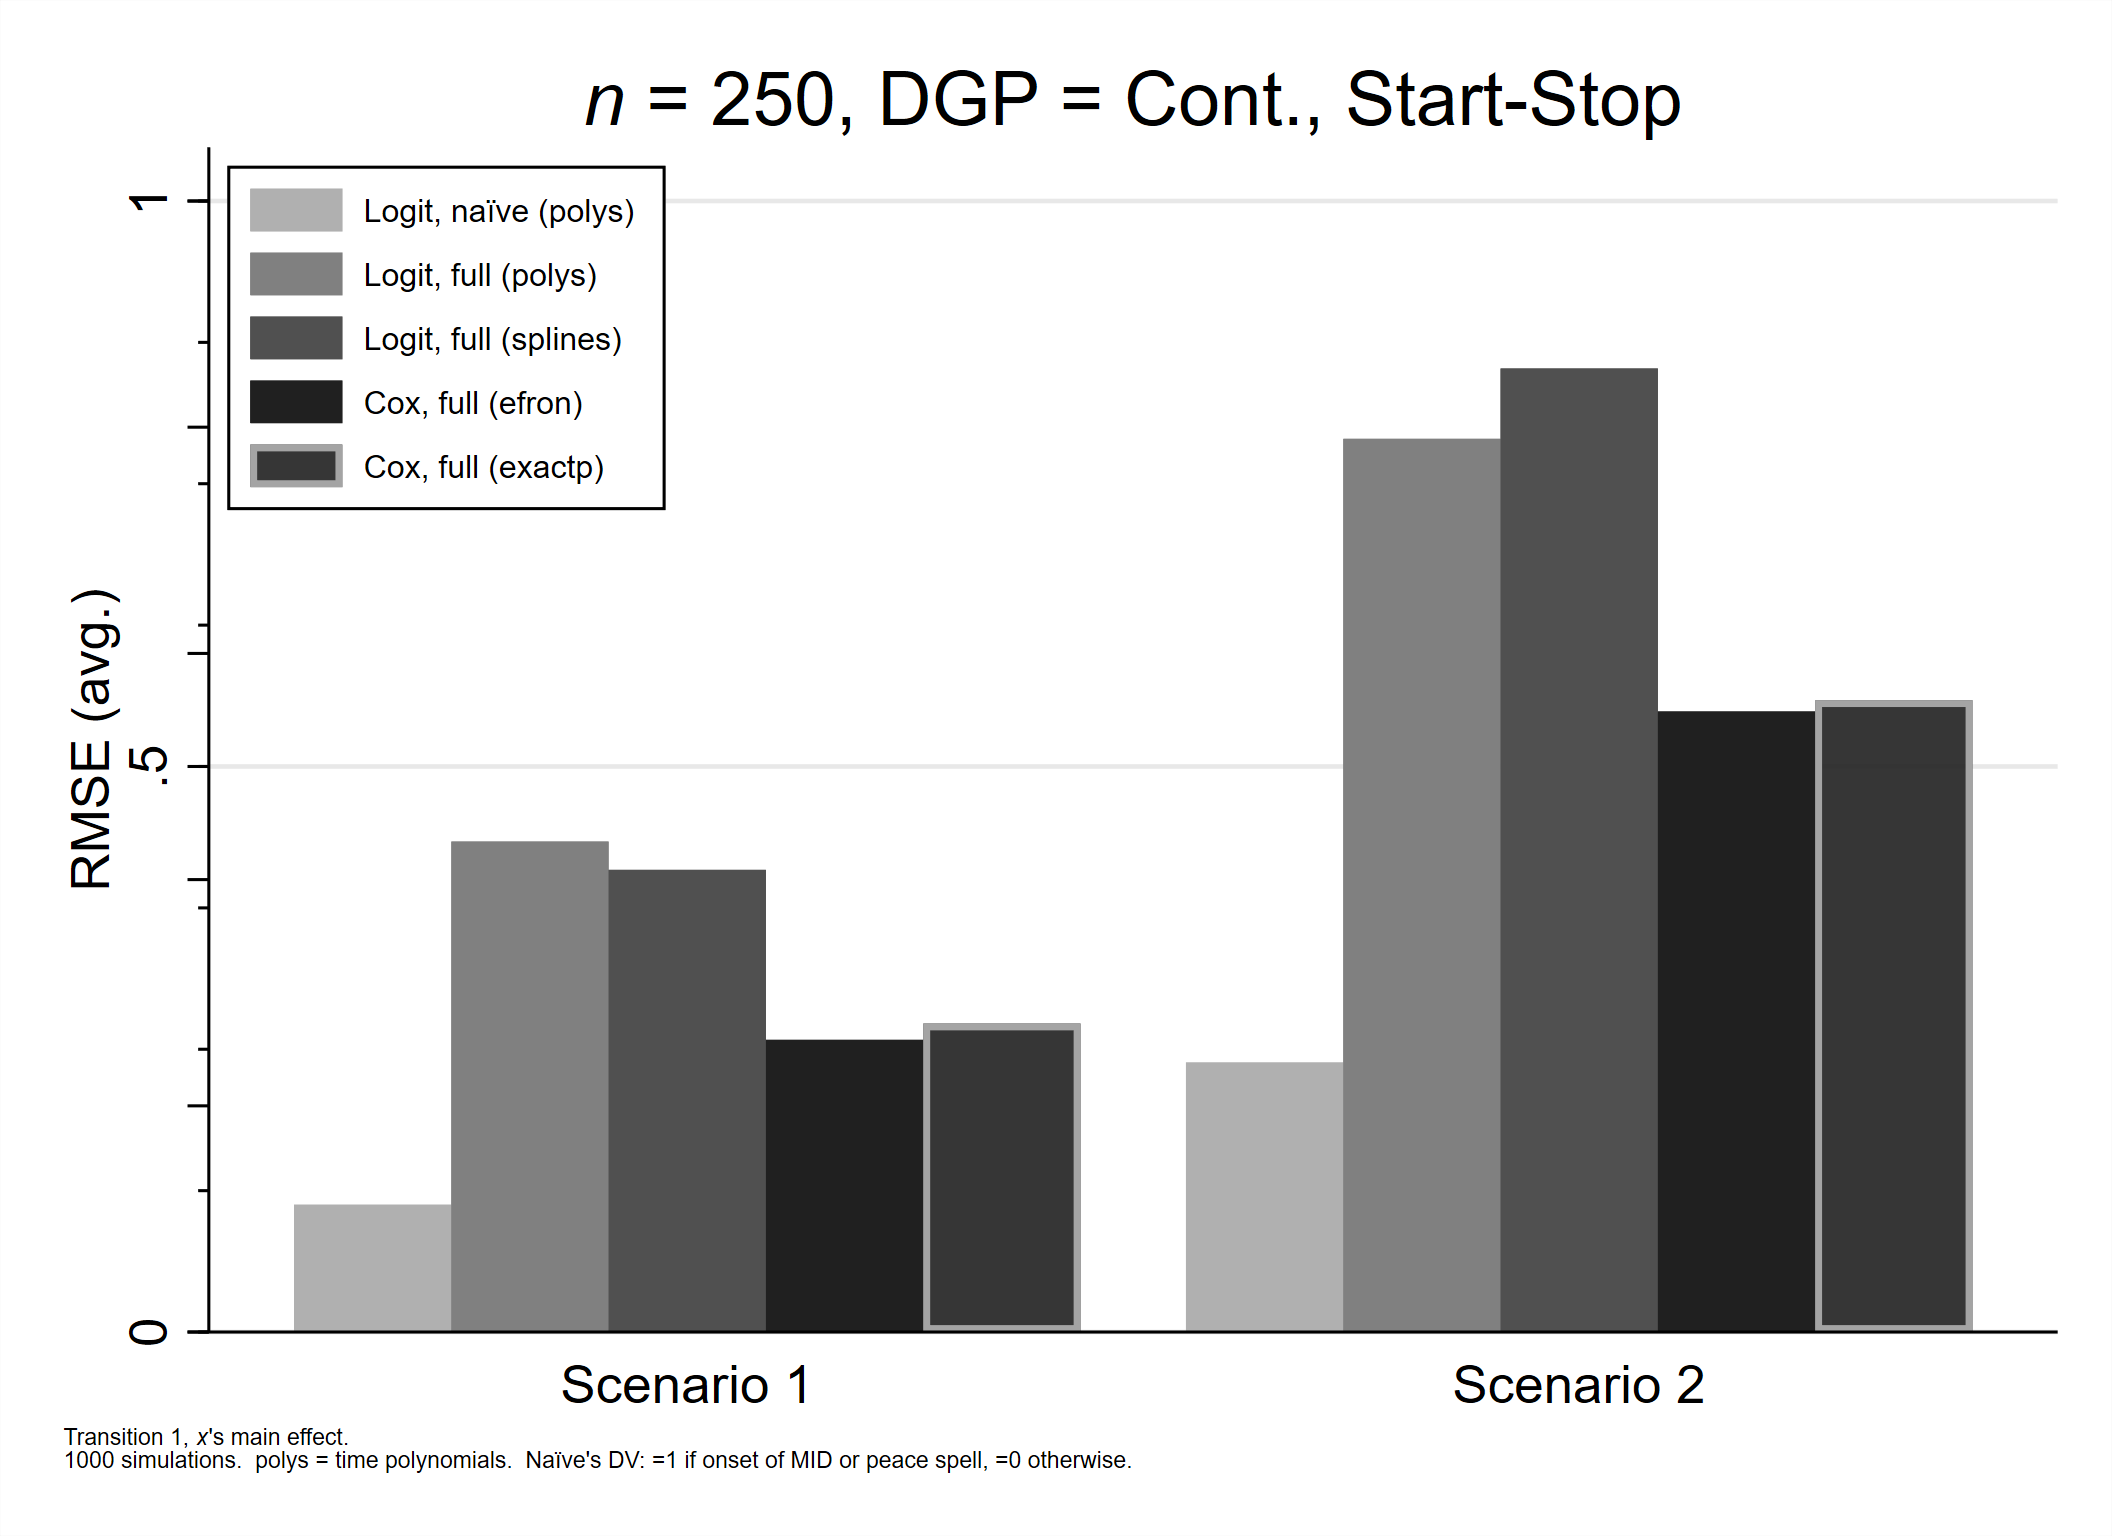 n = 250, DGP = Cont., Start-Stop
Logit, naïve (polys)
Logit, full (polys)
Logit, full (splines)
Cox, full (efron)
Cox, full (exactp)
RMSE (avg.)
1
.5
0
Scenario 1
Scenario 2
Transition 1, x's main effect.
1000 simulations.  polys = time polynomials.  Naïve's DV: =1 if onset of MID or peace spell, =0 otherwise.